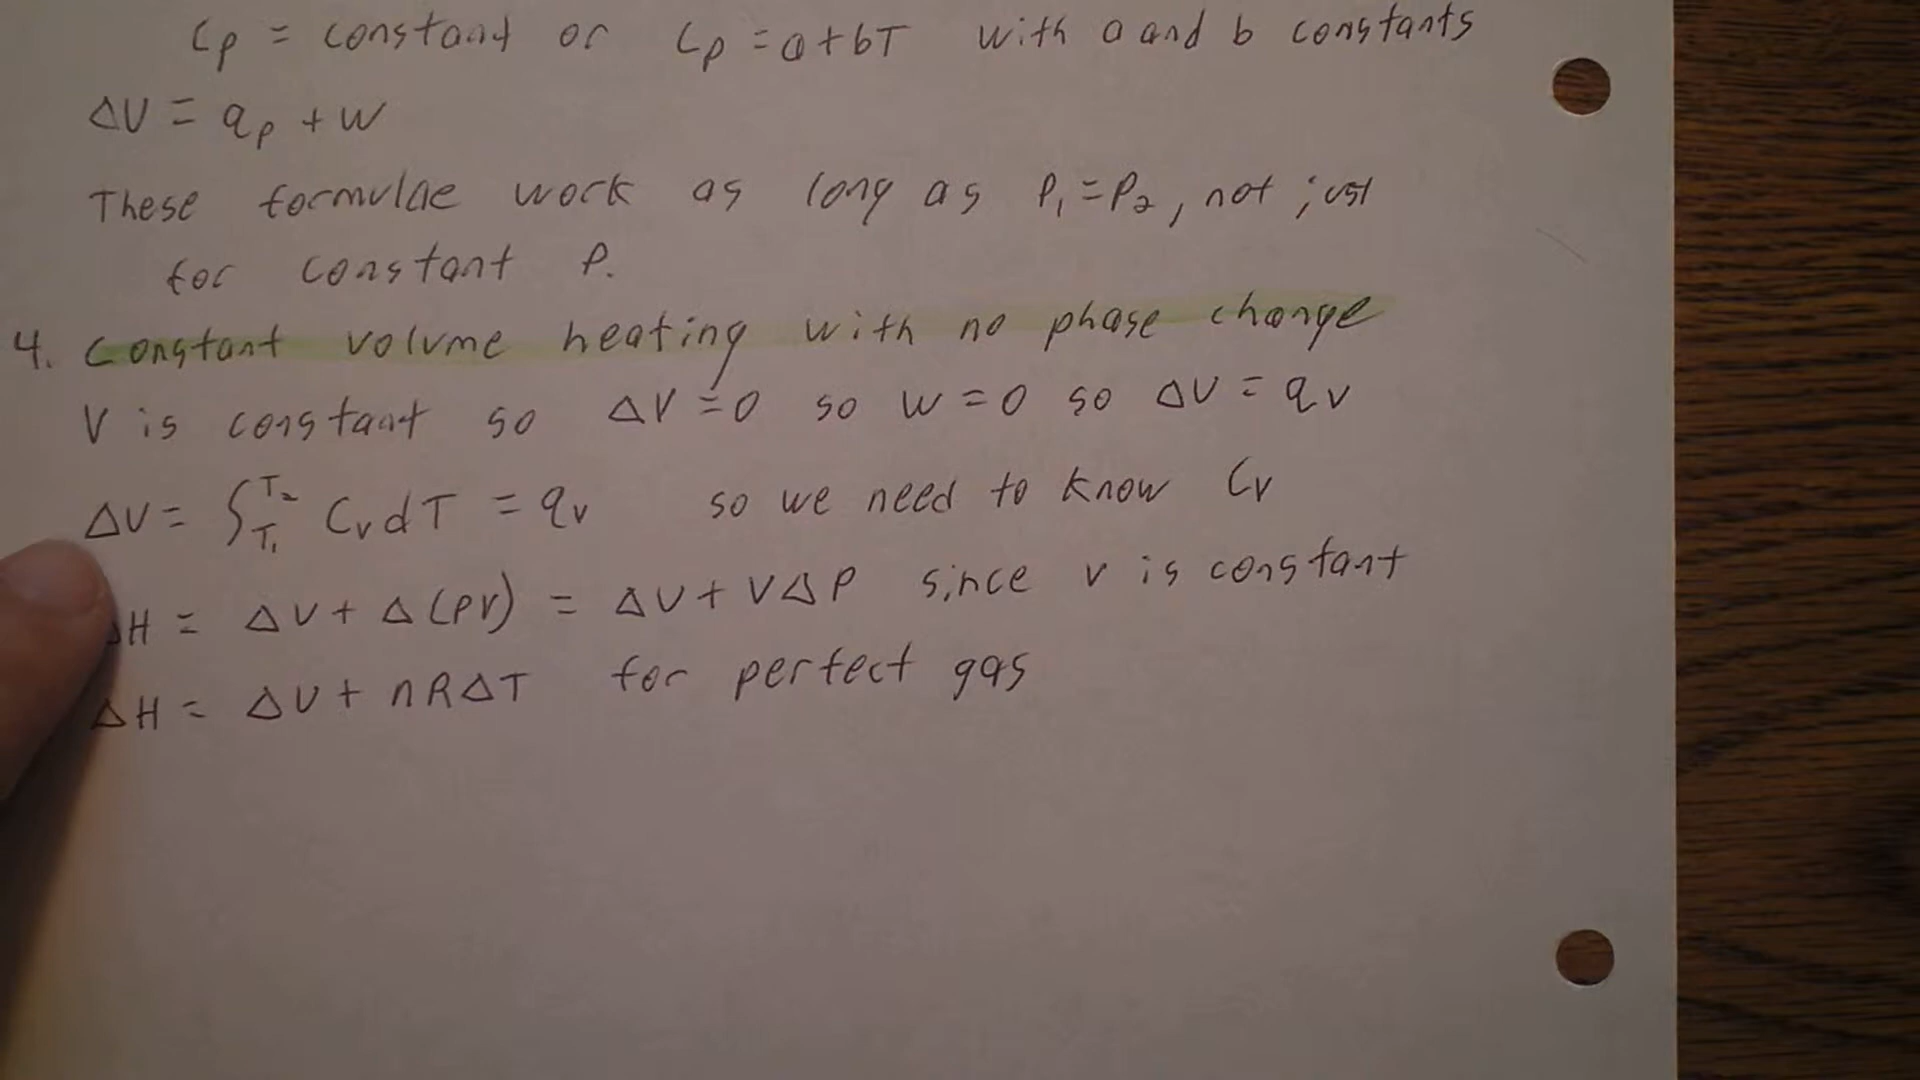 Cp = constant or Cp = a+bT with a and b constants
ΔU = qp + w
These formulae work as long as P1 = P2, not just
for constant P.
4. Constant volume heating with no phase change
V is constant so ΔV = 0 so w = 0 so ΔU = qv
ΔU = ∫T1T2 CvdT = qv so we need to know Cv
ΔH = ΔU + Δ(PV) = ΔU + VΔP since V is constant
ΔH = ΔU + nRΔT for perfect gas